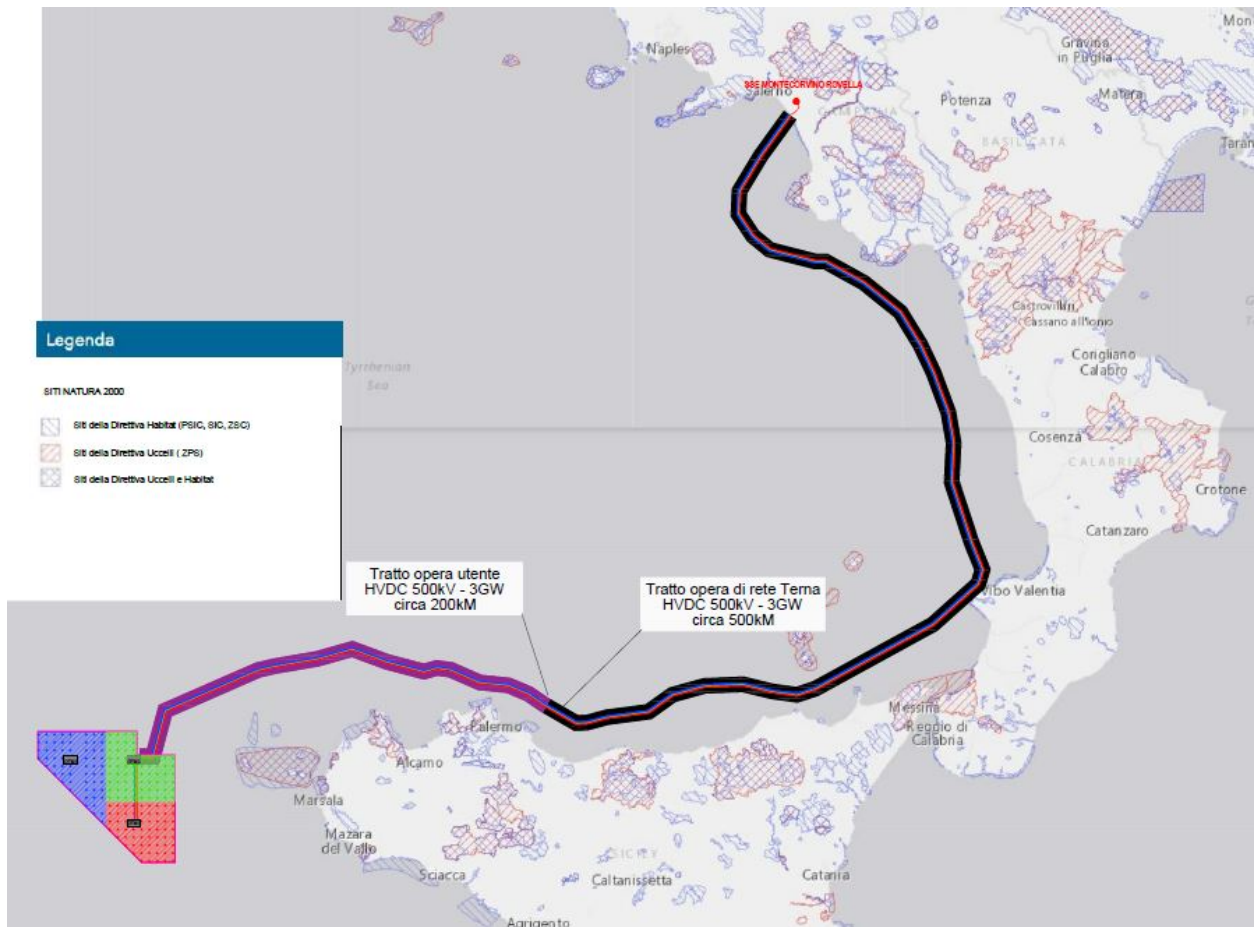 Naples
Mon
Gravina
in Puglia
SSE MONTECORVINO ROVELLA
Salerno
Potenza
Matera
CAMPANIA
BASILICATA
Taran
Legenda
SITI NATURA 2000
Siti della Direttiva Habitat (PSIC, SIC, ZSC)
Siti della Direttiva Uccelli ( ZPS)
Siti della Direttiva Uccelli e Habitat
Tyrrhenian
Sea
Castrovillari
Cassano all'Ionio
Corigliano
Calabro
Cosenza
CALABRIA
Crotone
Catanzaro
Tratto opera utente
HVDC 500kV - 3GW
circa 200kM
Tratto opera di rete Terna
HVDC 500kV - 3GW
circa 500kM
Vibo Valentia
Messina
Reggio di
Calabria
Palermo
Alcamo
Marsala
Mazara
del Vallo
SICILY
Sciacca
Caltanissetta
Catania
Agrigento